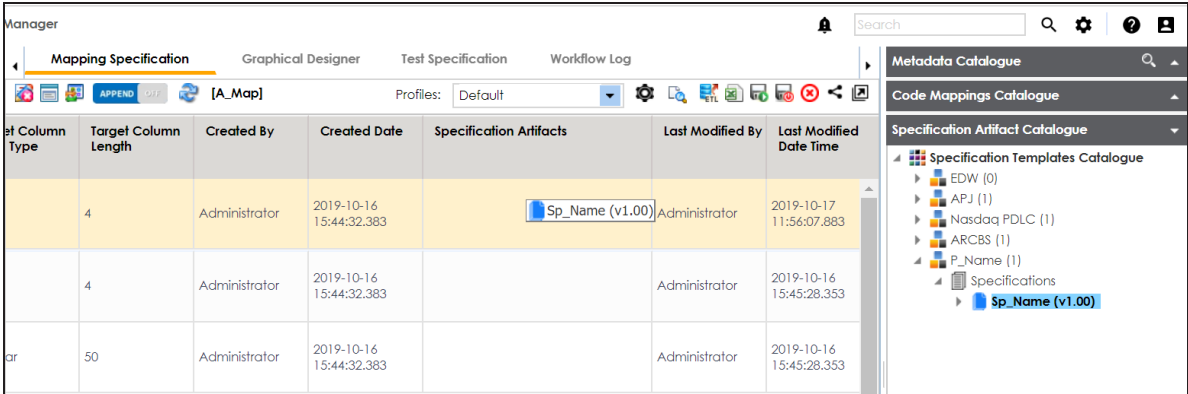 Manager
Search
Mapping Specification
Graphical Designer
Test Specification
Workflow Log
APPEND OFF
[A_Map]
Profiles: Default
ETL
et Column Type
Target Column Length
Created By
Created Date
Specification Artifacts
Last Modified By
Last Modified Date Time
4
Administrator
2019-10-16 15:44:32.383
Sp_Name (v1.00)
Administrator
2019-10-17 11:56:07.883
4
Administrator
2019-10-16 15:44:32.383
Administrator
2019-10-16 15:45:28.353
ar
50
Administrator
2019-10-16 15:44:32.383
Administrator
2019-10-16 15:45:28.353
Metadata Catalogue
Code Mappings Catalogue
Specification Artifact Catalogue
Specification Templates Catalogue
EDW (0)
APJ (1)
Nasdaq PDLC (1)
ARCBS (1)
P_Name (1)
Specifications
Sp_Name (v1.00)